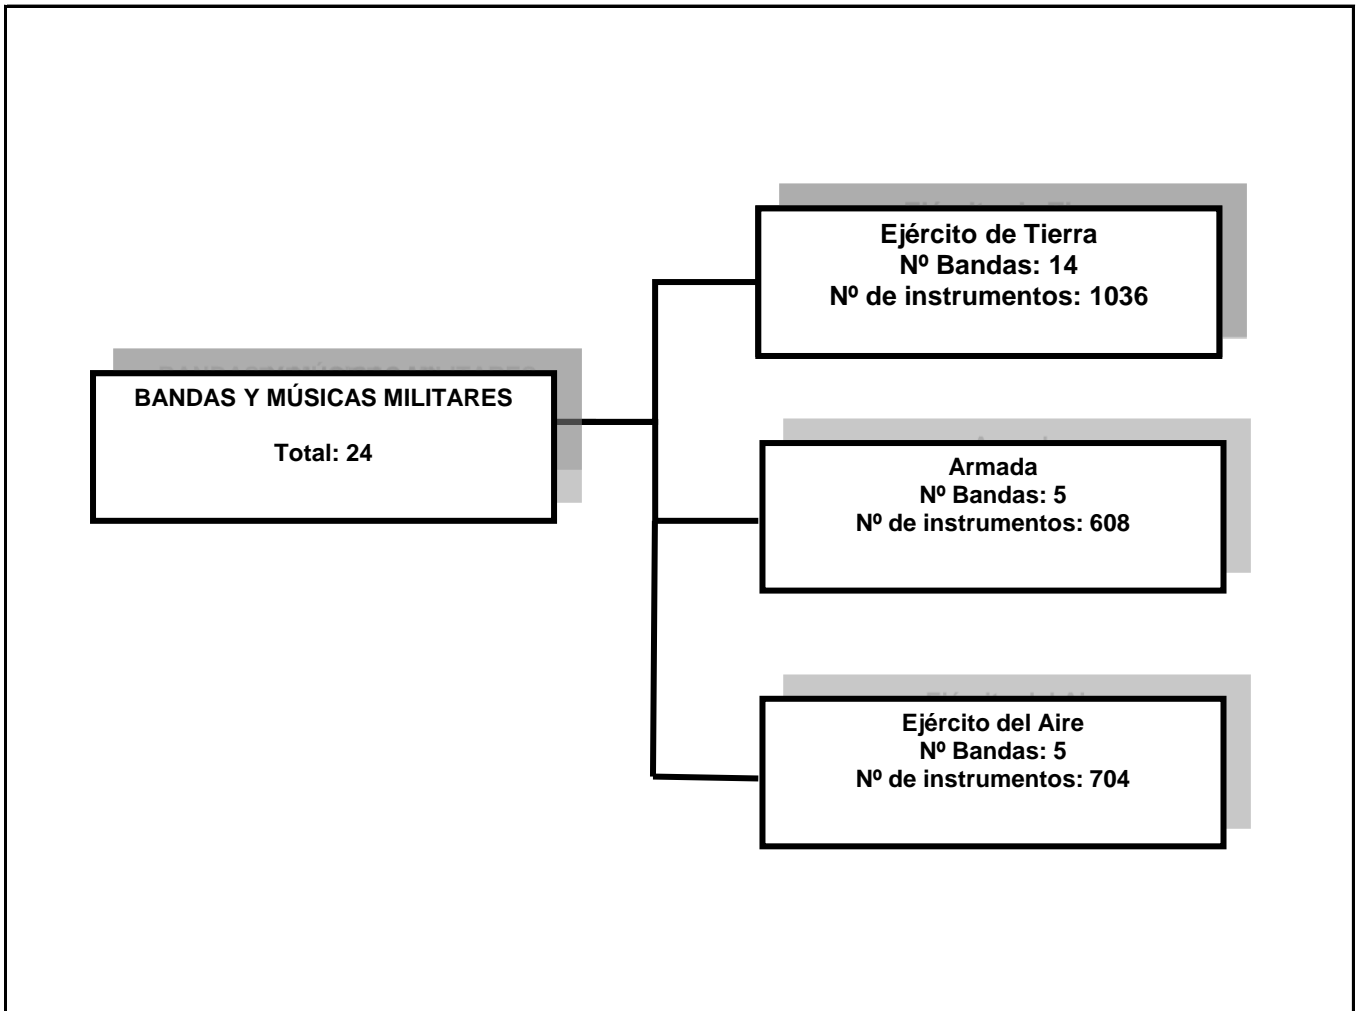 BANDAS Y MÚSICAS MILITARES
Total: 24
Ejército de Tierra
Nº Bandas: 14
Nº de instrumentos: 1036
Armada
Nº Bandas: 5
Nº de instrumentos: 608
Ejército del Aire
Nº Bandas: 5
Nº de instrumentos: 704